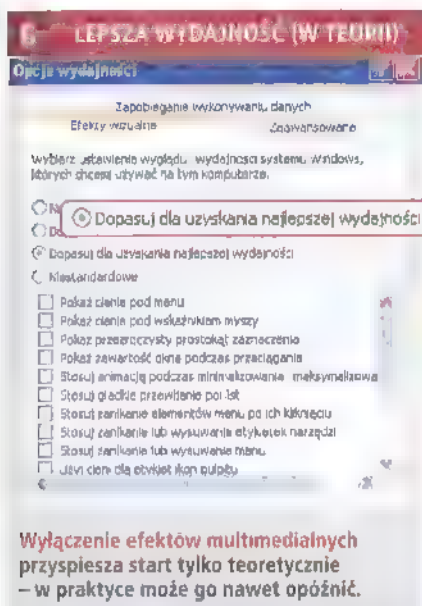 6 LEPSZA WYDAJNOŚĆ (W TEORII)
Opcje wydajności
Zapobieganie wykonywaniu danych
Efekty wizualne Zaawansowane
Wybierz ustawienia wyglądu wydajności systemu Windows,
których chcesz używać na tym komputerze.
Dopasuj dla uzyskania najlepszej wydajności
Dopasuj dla uzyskania najlepszej wydajności
Niestandardowe
Pokaż cienie pod menu
Pokaż cienie pod wskaźnikiem myszy
Pokaż przezroczysty prostokąt zaznaczenia
Pokaż zawartość okna podczas przeciągania
Stosuj animację podczas minimalizowania maksymalizowa
Stosuj gładkie przewijanie pól list
Stosuj zanikanie elementów menu po ich kliknięciu
Stosuj zanikanie lub wysuwanie etykietek narzędzi
Stosuj zanikanie lub wysuwanie menu
Użyj cieni dla etykiet ikon pulpitu
Wyłączenie efektów multimedialnych
przyspiesza start tylko teoretycznie
– w praktyce może go nawet opóźnić.